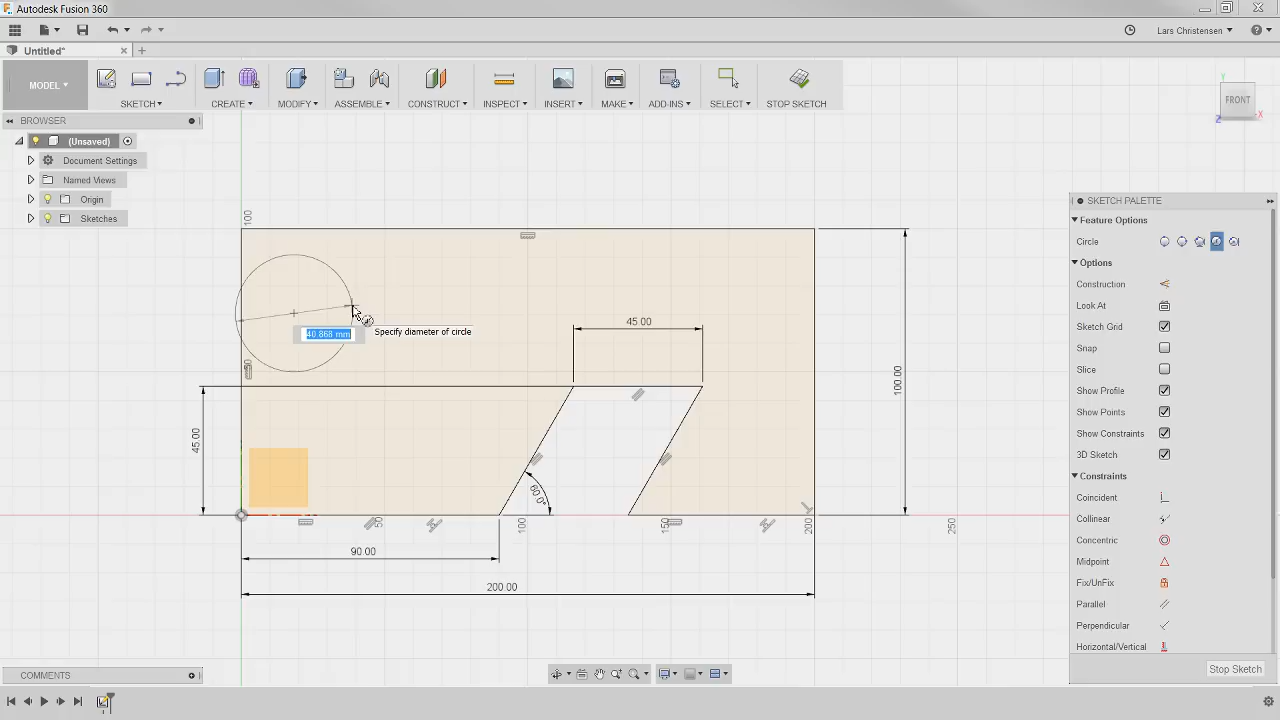 Autodesk Fusion 360
Lars Christensen
Untitled*
MODEL
SKETCH
CREATE
MODIFY
ASSEMBLE
CONSTRUCT
INSPECT
INSERT
MAKE
ADD-INS
SELECT
STOP SKETCH
BROWSER
(Unsaved)
Document Settings
Named Views
Origin
Sketches
Y
FRONT
X
Z
SKETCH PALETTE
Feature Options
Circle
Options
Construction
Look At
Sketch Grid
Snap
Slice
Show Profile
Show Points
Show Constraints
3D Sketch
Constraints
Coincident
Collinear
Concentric
Midpoint
Fix/UnFix
Parallel
Perpendicular
Horizontal/Vertical
Stop Sketch
100
40.868 mm
Specify diameter of circle
45.00
100.00
45.00
60.0°
50
100
150
200
250
90.00
200.00
COMMENTS